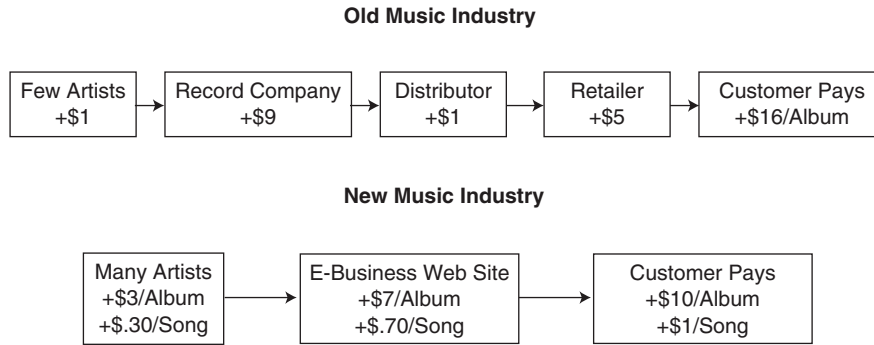 Old Music Industry
Few Artists
+$1
Record Company
+$9
Distributor
+$1
Retailer
+$5
Customer Pays
+$16/Album
New Music Industry
Many Artists
+$3/Album
+$.30/Song
E-Business Web Site
+$7/Album
+$.70/Song
Customer Pays
+$10/Album
+$1/Song